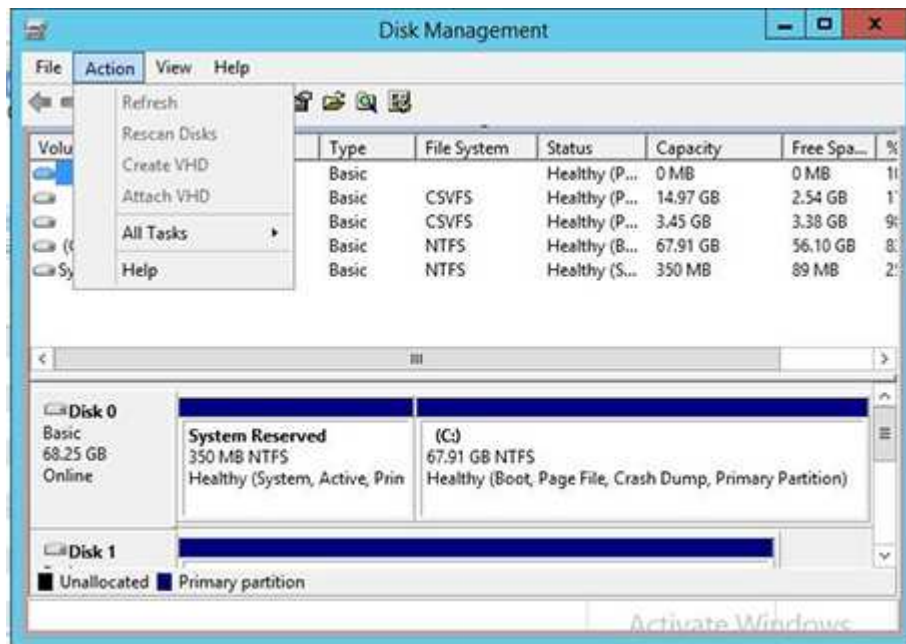 Disk Management
File Action View Help
Refresh
Rescan Disks
Create VHD
Attach VHD
All Tasks
Help
Volu Type File System Status Capacity Free Spa... %
Basic Healthy (P... 0 MB 0 MB
Basic CSVFS Healthy (P... 14.97 GB 2.54 GB
Basic CSVFS Healthy (P... 3.45 GB 3.38 GB
Basic NTFS Healthy (B... 67.91 GB 56.10 GB
Sy Basic NTFS Healthy (S... 350 MB 89 MB
Disk 0
Basic
68.25 GB
Online
System Reserved
350 MB NTFS
Healthy (System, Active, Prin
(C:)
67.91 GB NTFS
Healthy (Boot, Page File, Crash Dump, Primary Partition)
Disk 1
Unallocated Primary partition
Activate Windows